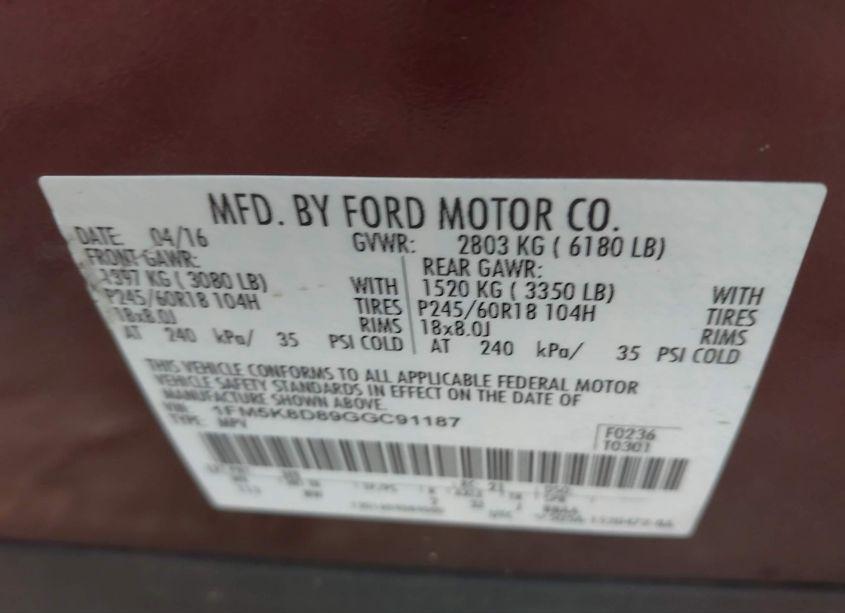 MFD. BY FORD MOTOR CO.
DATE: 04/16 GVWR: 2803 KG ( 6180 LB)
FRONT GAWR: REAR GAWR:
1397 KG ( 3080 LB) WITH 1520 KG ( 3350 LB) WITH
P245/60R18 104H TIRES P245/60R18 104H TIRES
18x8.0J RIMS 18x8.0J RIMS
AT 240 kPa/ 35 PSI COLD AT 240 kPa/ 35 PSI COLD
THIS VEHICLE CONFORMS TO ALL APPLICABLE FEDERAL MOTOR
VEHICLE SAFETY STANDARDS IN EFFECT ON THE DATE OF
MANUFACTURE SHOWN ABOVE.
VIN: 1FM5K8D89GGC91187
TYPE: MPV F0236
T0301